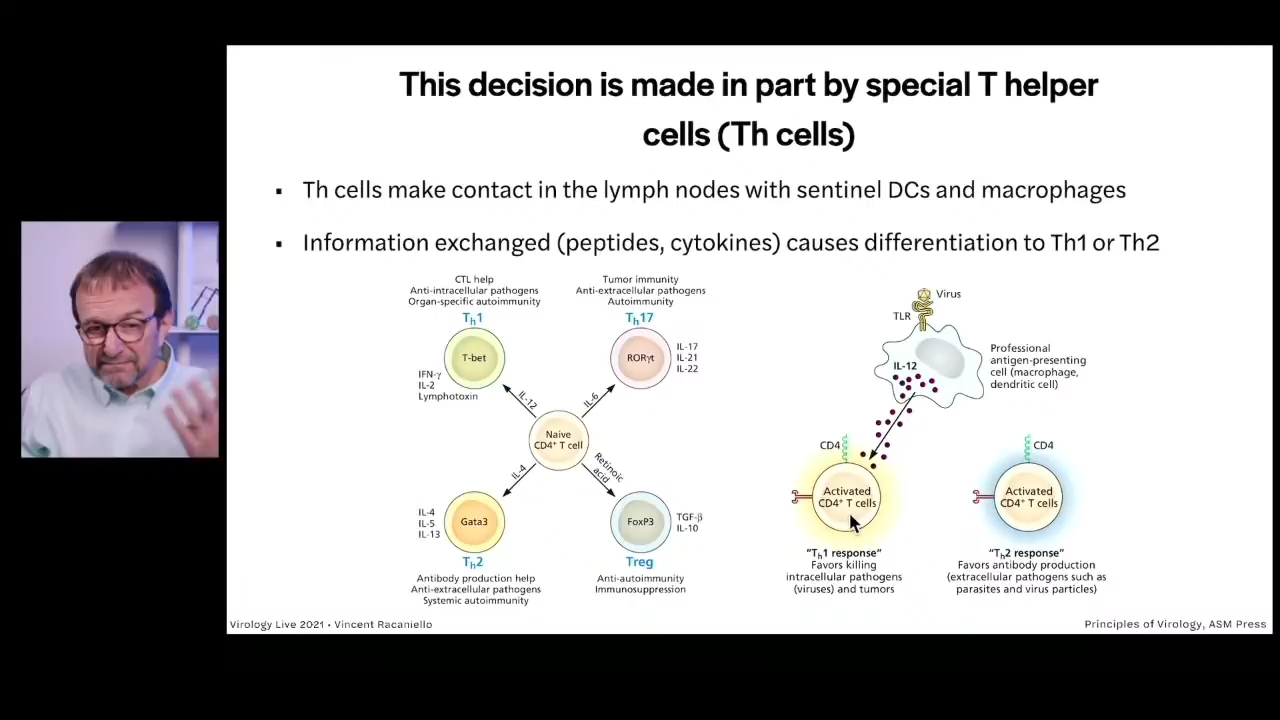 This decision is made in part by special T helper
cells (Th cells)
▪ Th cells make contact in the lymph nodes with sentinel DCs and macrophages
▪ Information exchanged (peptides, cytokines) causes differentiation to Th1 or Th2
CTL help
Anti-intracellular pathogens
Organ-specific autoimmunity
Th1
T-bet
IFN-γ
IL-2
Lymphotoxin
IL-12
Tumor immunity
Anti-extracellular pathogens
Autoimmunity
Th17
RORγt
IL-17
IL-21
IL-22
IL-6
Naive
CD4+ T cell
IL-4
Retinoic
acid
IL-4
IL-5
IL-13
Gata3
Th2
Antibody production help
Anti-extracellular pathogens
Systemic autoimmunity
FoxP3
TGF-β
IL-10
Treg
Anti-autoimmunity
Immunosuppression
Virus
TLR
IL-12
Professional
antigen-presenting
cell (macrophage,
dendritic cell)
CD4
Activated
CD4+ T cells
"Th1 response"
Favors killing
intracellular pathogens
(viruses) and tumors
CD4
Activated
CD4+ T cells
"Th2 response"
Favors antibody production
(extracellular pathogens such as
parasites and virus particles)
Virology Live 2021 • Vincent Racaniello
Principles of Virology, ASM Press